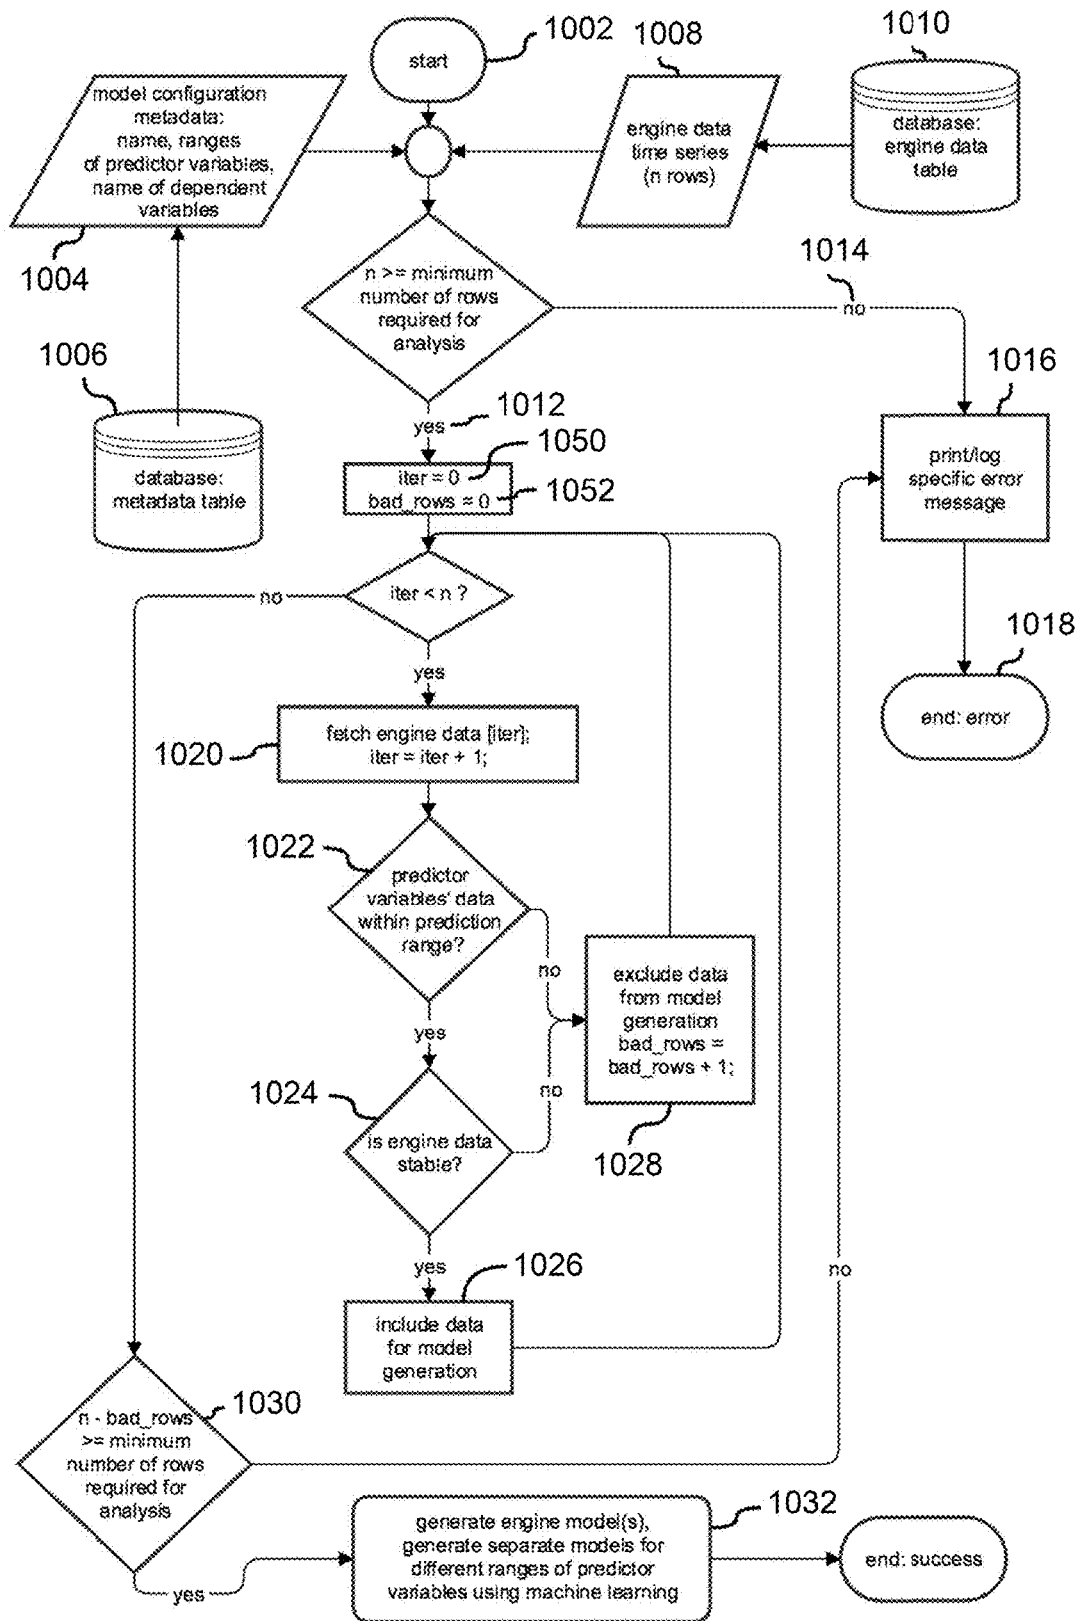 1002
start
1008
1010
model configuration
metadata:
name, ranges
of predictor variables,
name of dependent
variables
1004
engine data
time series
(n rows)
database:
engine data
table
n >= minimum
number of rows
required for
analysis
1014
no
1006
database:
metadata table
1016
print/log
specific error
message
yes
1012
1050
iter = 0
bad_rows = 0
1052
iter < n ?
no
yes
1018
end: error
1020
fetch engine data [iter];
iter = iter + 1;
1022
predictor
variables' data
within prediction
range?
no
yes
exclude data
from model
generation
bad_rows =
bad_rows + 1;
1028
1024
is engine data
stable?
no
yes
1026
include data
for model
generation
no
1030
n - bad_rows
>= minimum
number of rows
required for
analysis
yes
1032
generate engine model(s),
generate separate models for
different ranges of predictor
variables using machine learning
end: success